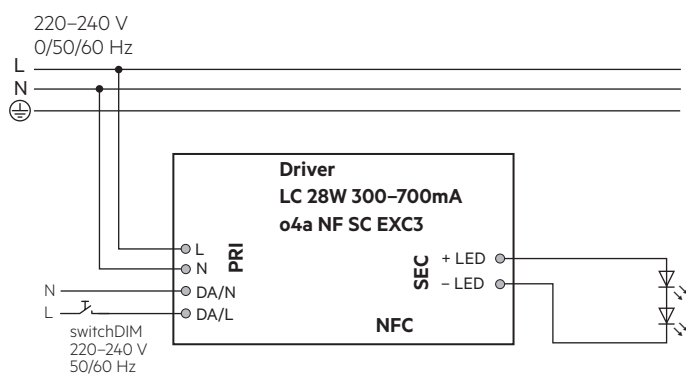 220–240 V
0/50/60 Hz
L
N
Driver
LC 28W 300–700mA
o4a NF SC EXC3
PRI
L
N
DA/N
DA/L
SEC
+ LED
– LED
NFC
N
L
switchDIM
220–240 V
50/60 Hz